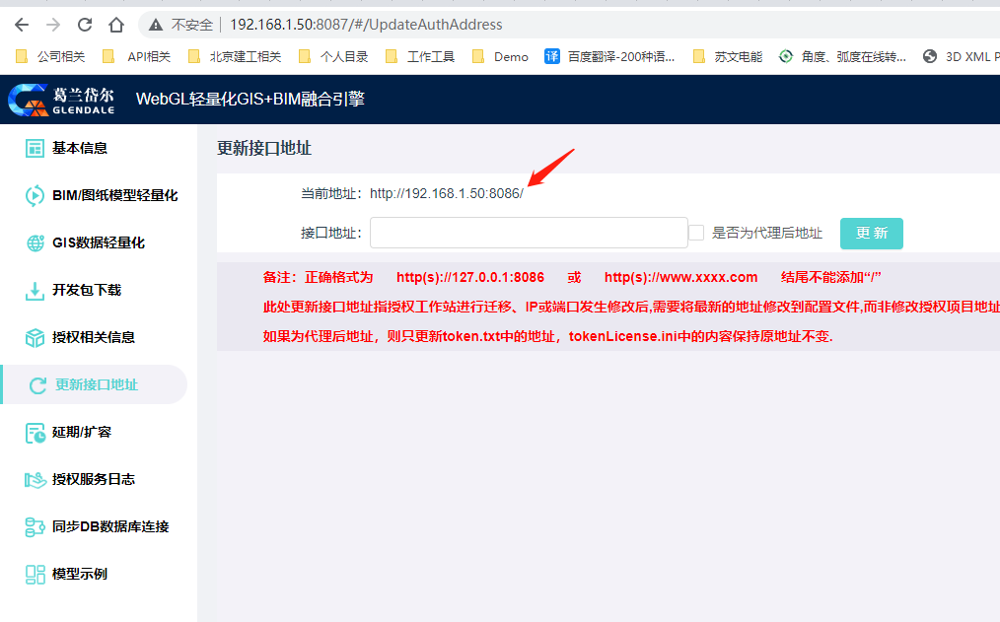 不安全 192.168.1.50:8087/#/UpdateAuthAddress
公司相关 API相关 北京建工相关 个人目录 工作工具 Demo 译 百度翻译-200种语... 苏文电能 角度、弧度在线转... 3D XML P
葛兰岱尔 GLENDALE WebGL轻量化GIS+BIM融合引擎
基本信息
BIM/图纸模型轻量化
GIS数据轻量化
开发包下载
授权相关信息
更新接口地址
延期/扩容
授权服务日志
同步DB数据库连接
模型示例
更新接口地址
当前地址： http://192.168.1.50:8086/
接口地址： 是否为代理后地址 更新
备注：正确格式为 http(s)://127.0.0.1:8086 或 http(s)://www.xxxx.com 结尾不能添加“/”
此处更新接口地址指授权工作站进行迁移、IP或端口发生修改后,需要将最新的地址修改到配置文件,而非修改授权项目地址
如果为代理后地址，则只更新token.txt中的地址，tokenLicense.ini中的内容保持原地址不变.